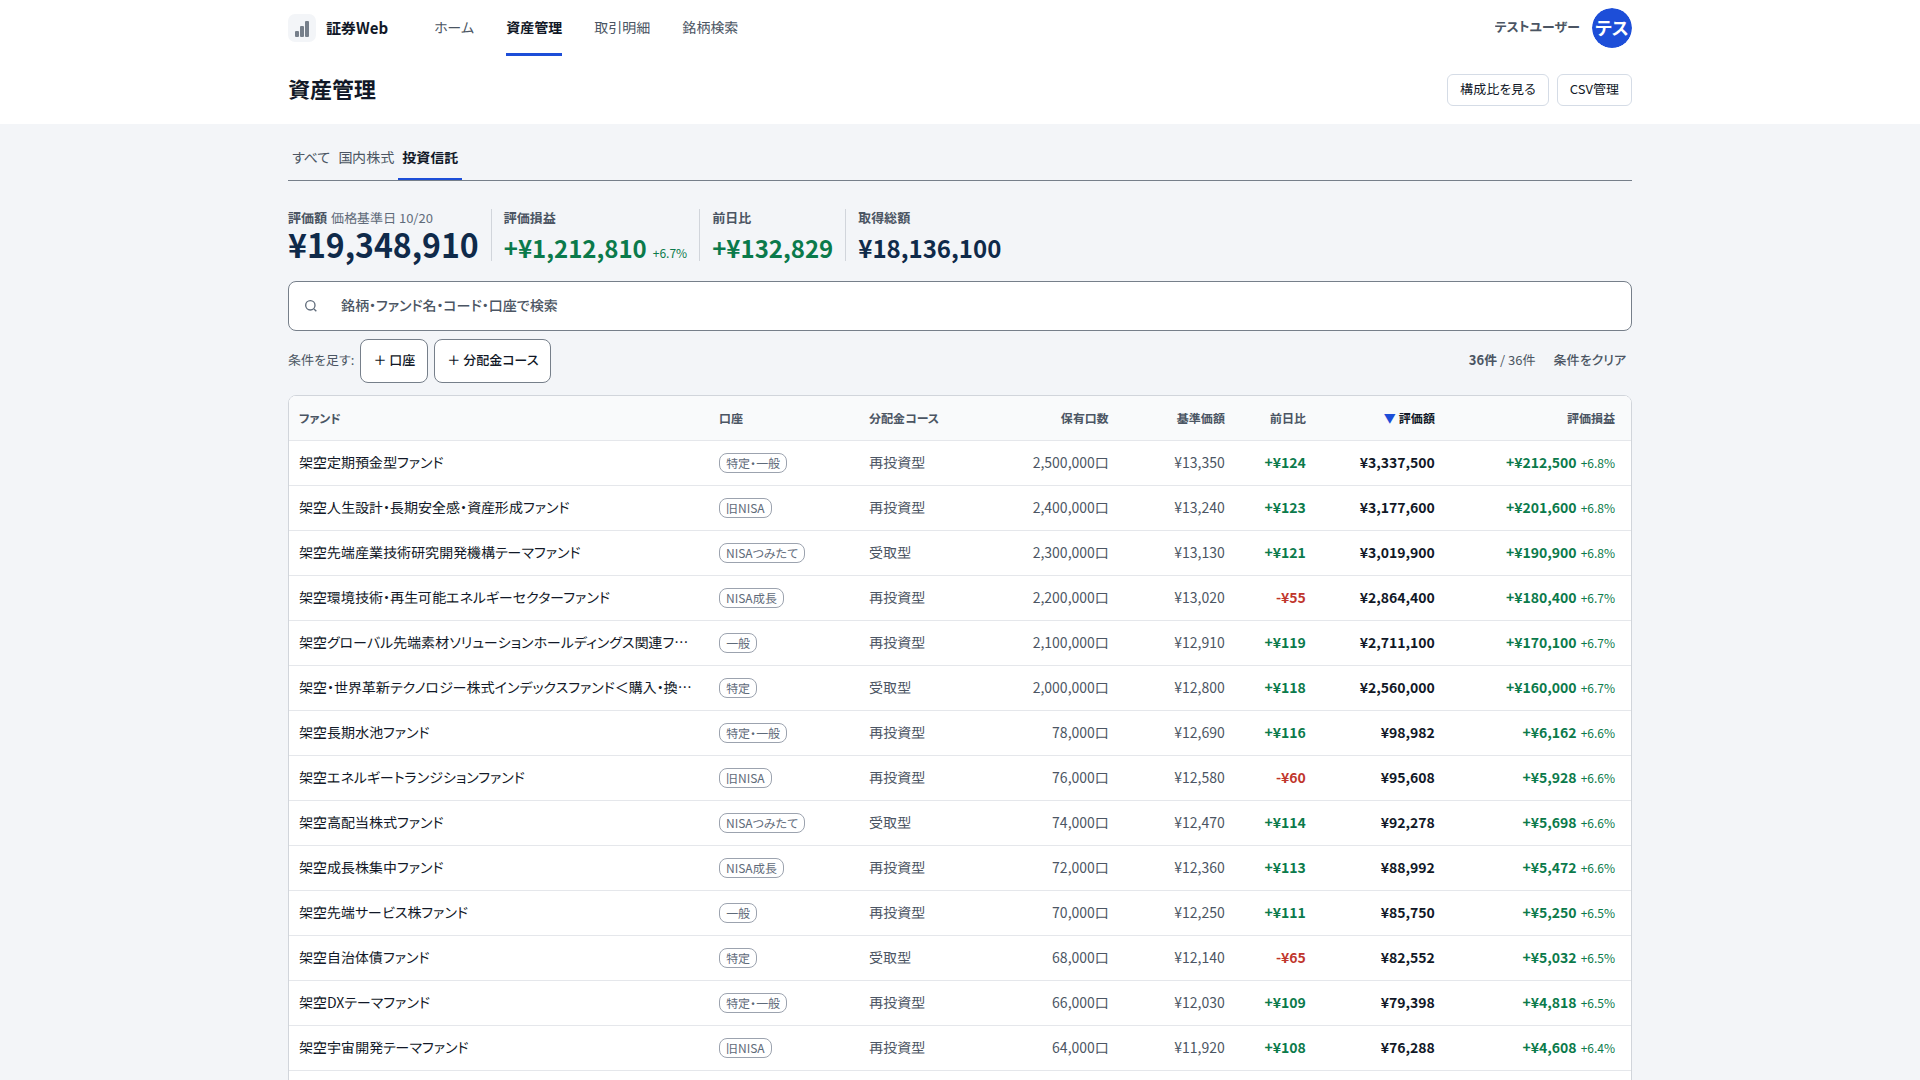 証券Web ホーム 資産管理 取引明細 銘柄検索 テストユーザー テス
資産管理 構成比を見る CSV管理
すべて 国内株式 投資信託
評価額 価格基準日 10/20 評価損益 前日比 取得総額
¥19,348,910 +¥1,212,810 +6.7% +¥132,829 ¥18,136,100
銘柄・ファンド名・コード・口座で検索
条件を足す: ＋口座 ＋分配金コース 36件 / 36件 条件をクリア
ファンド 口座 分配金コース 保有口数 基準価額 前日比 ▼評価額 評価損益
架空定期預金型ファンド 特定・一般 再投資型 2,500,000口 ¥13,350 +¥124 ¥3,337,500 +¥212,500 +6.8%
架空人生設計・長期安全感・資産形成ファンド 旧NISA 再投資型 2,400,000口 ¥13,240 +¥123 ¥3,177,600 +¥201,600 +6.8%
架空先端産業技術研究開発機構テーマファンド NISAつみたて 受取型 2,300,000口 ¥13,130 +¥121 ¥3,019,900 +¥190,900 +6.8%
架空環境技術・再生可能エネルギーセクターファンド NISA成長 再投資型 2,200,000口 ¥13,020 -¥55 ¥2,864,400 +¥180,400 +6.7%
架空グローバル先端素材ソリューションホールディングス関連フ… 一般 再投資型 2,100,000口 ¥12,910 +¥119 ¥2,711,100 +¥170,100 +6.7%
架空・世界革新テクノロジー株式インデックスファンド＜購入・換… 特定 受取型 2,000,000口 ¥12,800 +¥118 ¥2,560,000 +¥160,000 +6.7%
架空長期水池ファンド 特定・一般 再投資型 78,000口 ¥12,690 +¥116 ¥98,982 +¥6,162 +6.6%
架空エネルギートランジションファンド 旧NISA 再投資型 76,000口 ¥12,580 -¥60 ¥95,608 +¥5,928 +6.6%
架空高配当株式ファンド NISAつみたて 受取型 74,000口 ¥12,470 +¥114 ¥92,278 +¥5,698 +6.6%
架空成長株集中ファンド NISA成長 再投資型 72,000口 ¥12,360 +¥113 ¥88,992 +¥5,472 +6.6%
架空先端サービス株ファンド 一般 再投資型 70,000口 ¥12,250 +¥111 ¥85,750 +¥5,250 +6.5%
架空自治体債ファンド 特定 受取型 68,000口 ¥12,140 -¥65 ¥82,552 +¥5,032 +6.5%
架空DXテーマファンド 特定・一般 再投資型 66,000口 ¥12,030 +¥109 ¥79,398 +¥4,818 +6.5%
架空宇宙開発テーマファンド 旧NISA 再投資型 64,000口 ¥11,920 +¥108 ¥76,288 +¥4,608 +6.4%